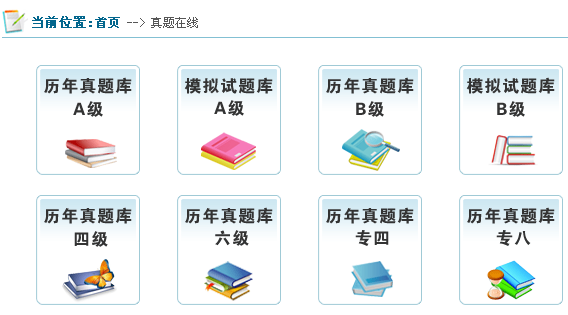 当前位置:首页 --> 真题在线
历年真题库 模拟试题库 历年真题库 模拟试题库
A级 A级 B级 B级
历年真题库 历年真题库 历年真题库 历年真题库
四级 六级 专四 专八